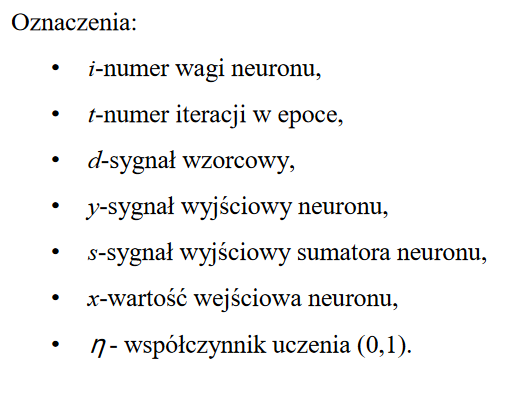 Oznaczenia:
• i-numer wagi neuronu,
• t-numer iteracji w epoce,
• d-sygnał wzorcowy,
• y-sygnał wyjściowy neuronu,
• s-sygnał wyjściowy sumatora neuronu,
• x-wartość wejściowa neuronu,
• η - współczynnik uczenia (0,1).